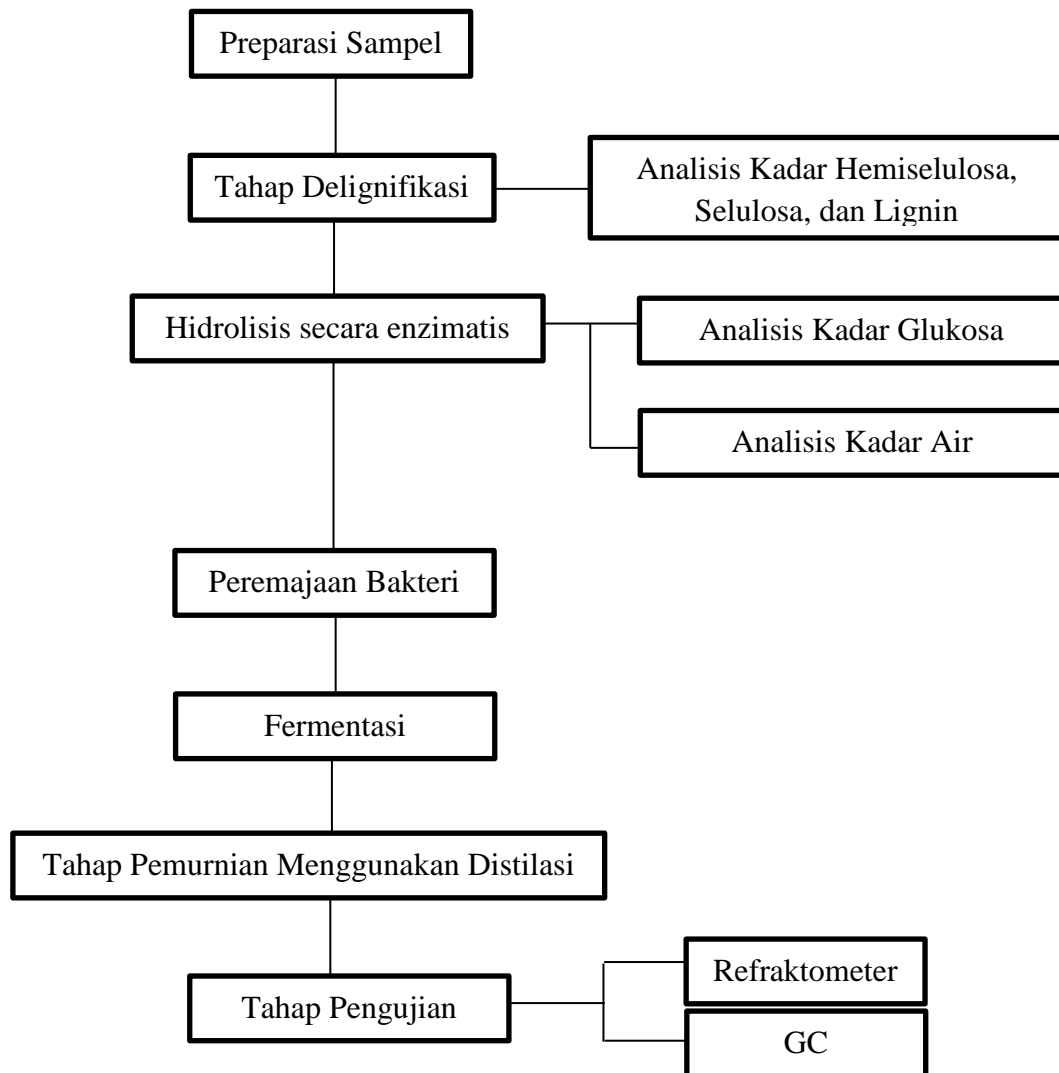 Preparasi Sampel
Tahap Delignifikasi
Analisis Kadar Hemiselulosa,
Selulosa, dan Lignin
Hidrolisis secara enzimatis
Analisis Kadar Glukosa
Analisis Kadar Air
Peremajaan Bakteri
Fermentasi
Tahap Pemurnian Menggunakan Distilasi
Tahap Pengujian
Refraktometer
GC